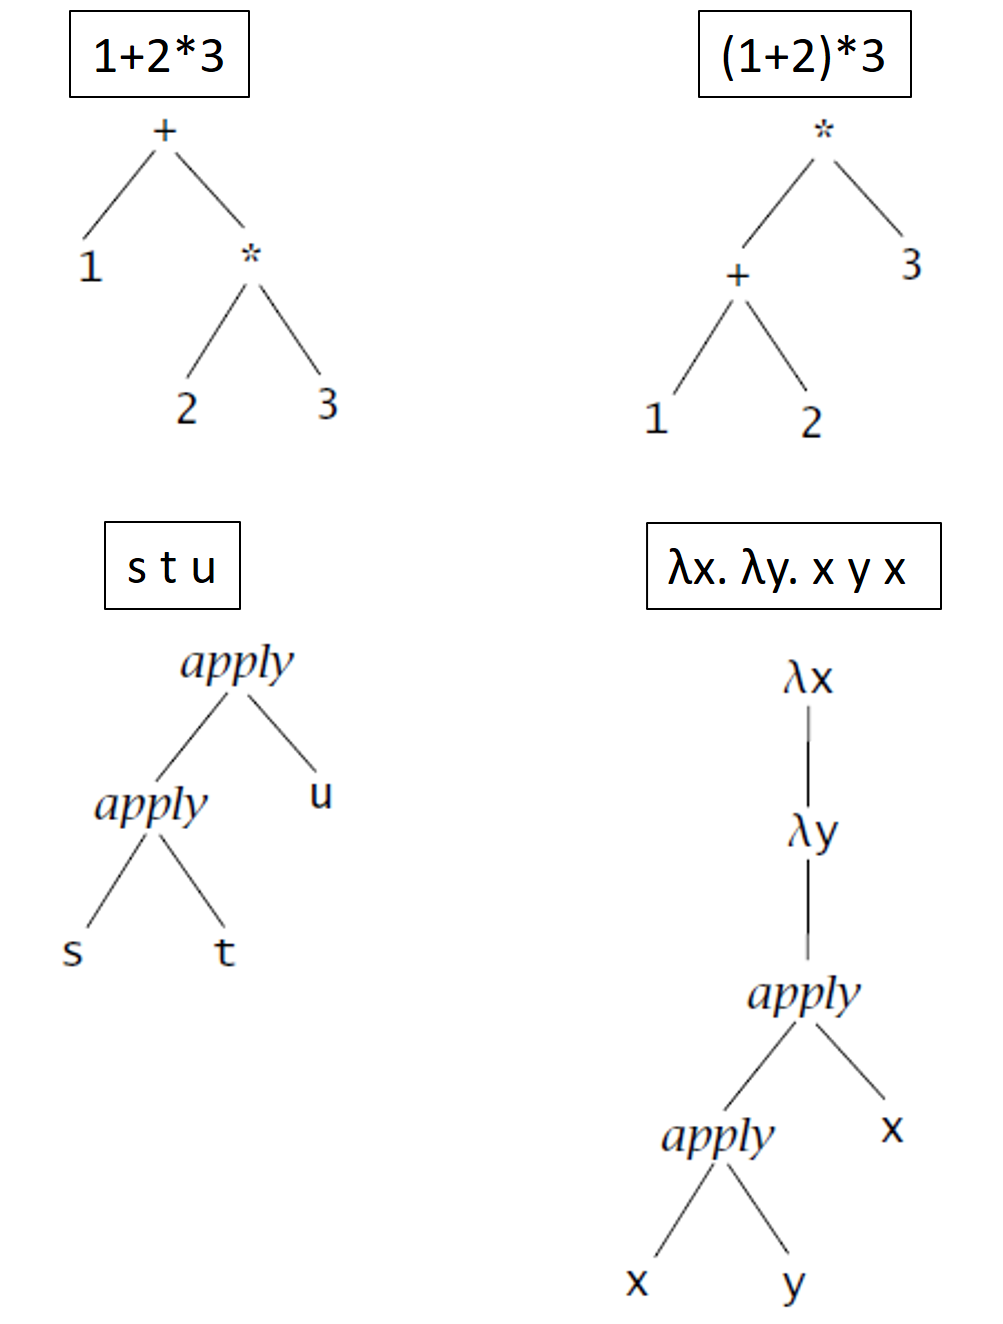 1+2*3
+
1
*
2
3
(1+2)*3
*
+
3
1
2
s t u
apply
apply
u
s
t
λx. λy. x y x
λx
λy
apply
apply
x
x
y